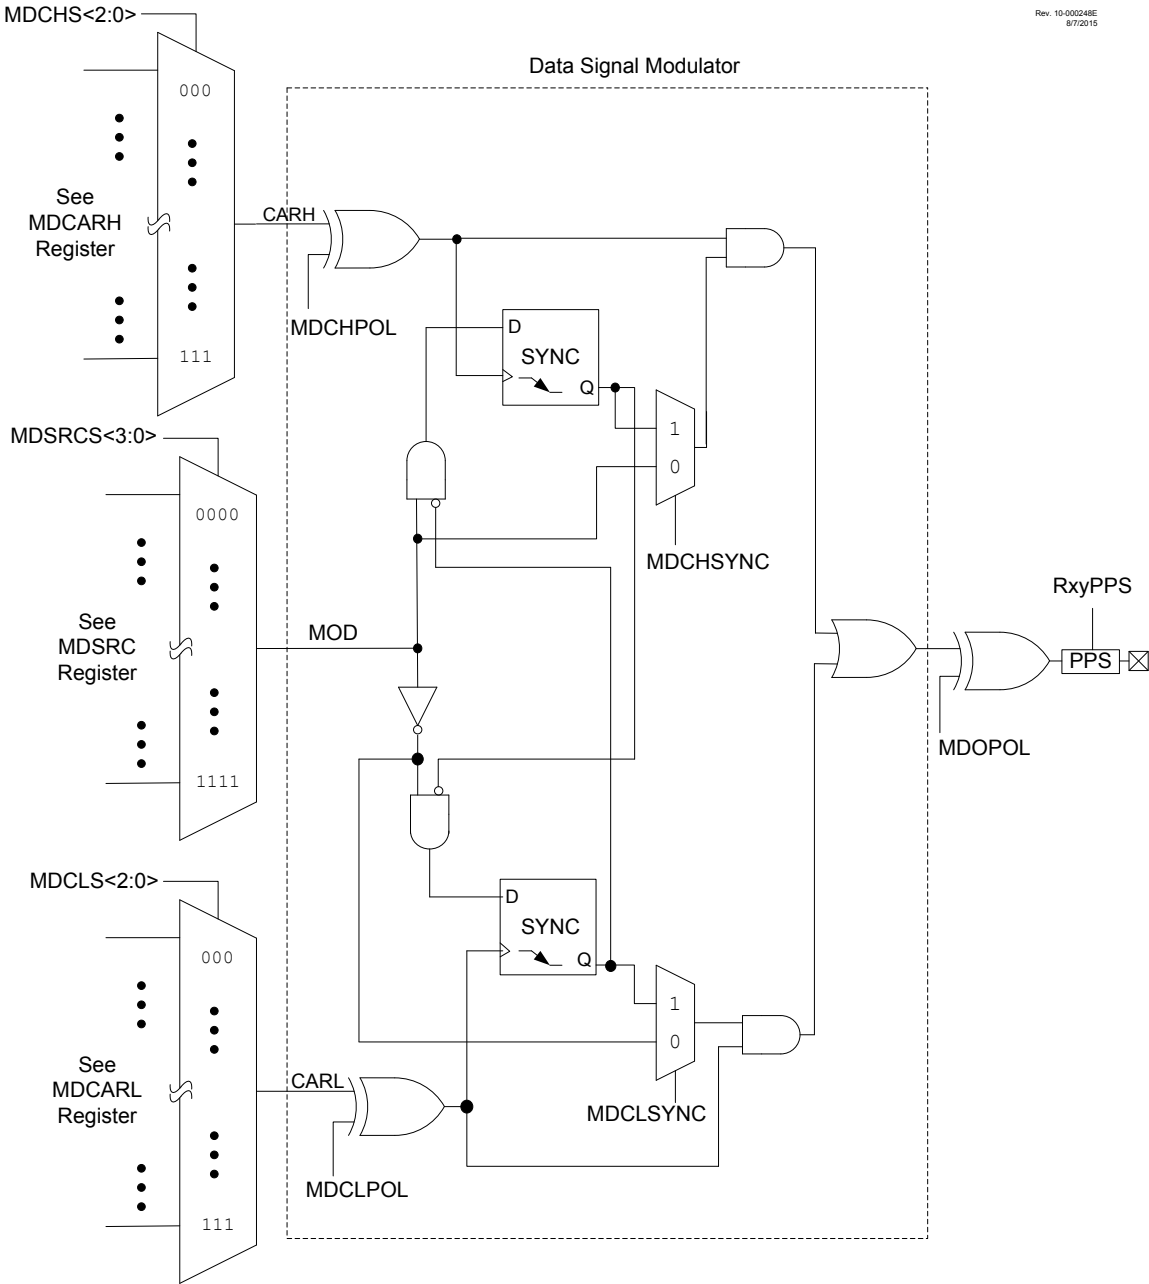 MDCHS<2:0>
Rev. 10-000248E
8/7/2015
Data Signal Modulator
000
See
MDCARH
Register
CARH
MDCHPOL
D
SYNC
Q
111
1
0
MDSRCS<3:0>
0000
MDCHSYNC
RxyPPS
See
MDSRC
Register
MOD
PPS
MDOPOL
1111
MDCLS<2:0>
D
SYNC
Q
000
1
0
See
MDCARL
Register
CARL
MDCLSYNC
MDCLPOL
111